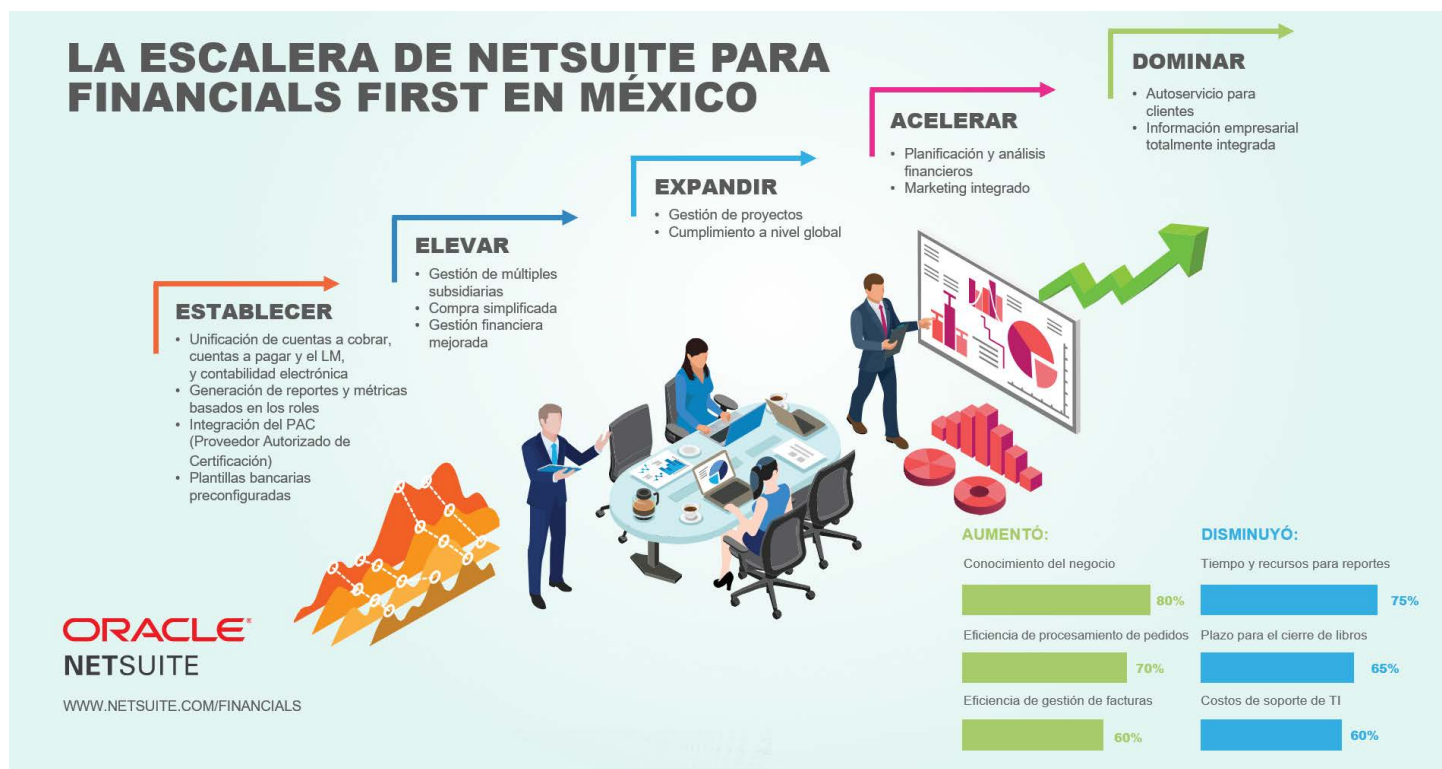 LA ESCALERA DE NETSUITE PARA
FINANCIALS FIRST EN MÉXICO
ESTABLECER
• Unificación de cuentas a cobrar,
cuentas a pagar y el LM,
y contabilidad electrónica
• Generación de reportes y métricas
basados en los roles
• Integración del PAC
(Proveedor Autorizado de
Certificación)
• Plantillas bancarias
preconfiguradas
ELEVAR
• Gestión de múltiples
subsidiarias
• Compra simplificada
• Gestión financiera
mejorada
EXPANDIR
• Gestión de proyectos
• Cumplimiento a nivel global
ACELERAR
• Planificación y análisis
financieros
• Marketing integrado
DOMINAR
• Autoservicio para
clientes
• Información empresarial
totalmente integrada
AUMENTÓ:
Conocimiento del negocio
80%
Eficiencia de procesamiento de pedidos
70%
Eficiencia de gestión de facturas
60%
DISMINUYÓ:
Tiempo y recursos para reportes
75%
Plazo para el cierre de libros
65%
Costos de soporte de TI
60%
ORACLE®
NETSUITE
WWW.NETSUITE.COM/FINANCIALS